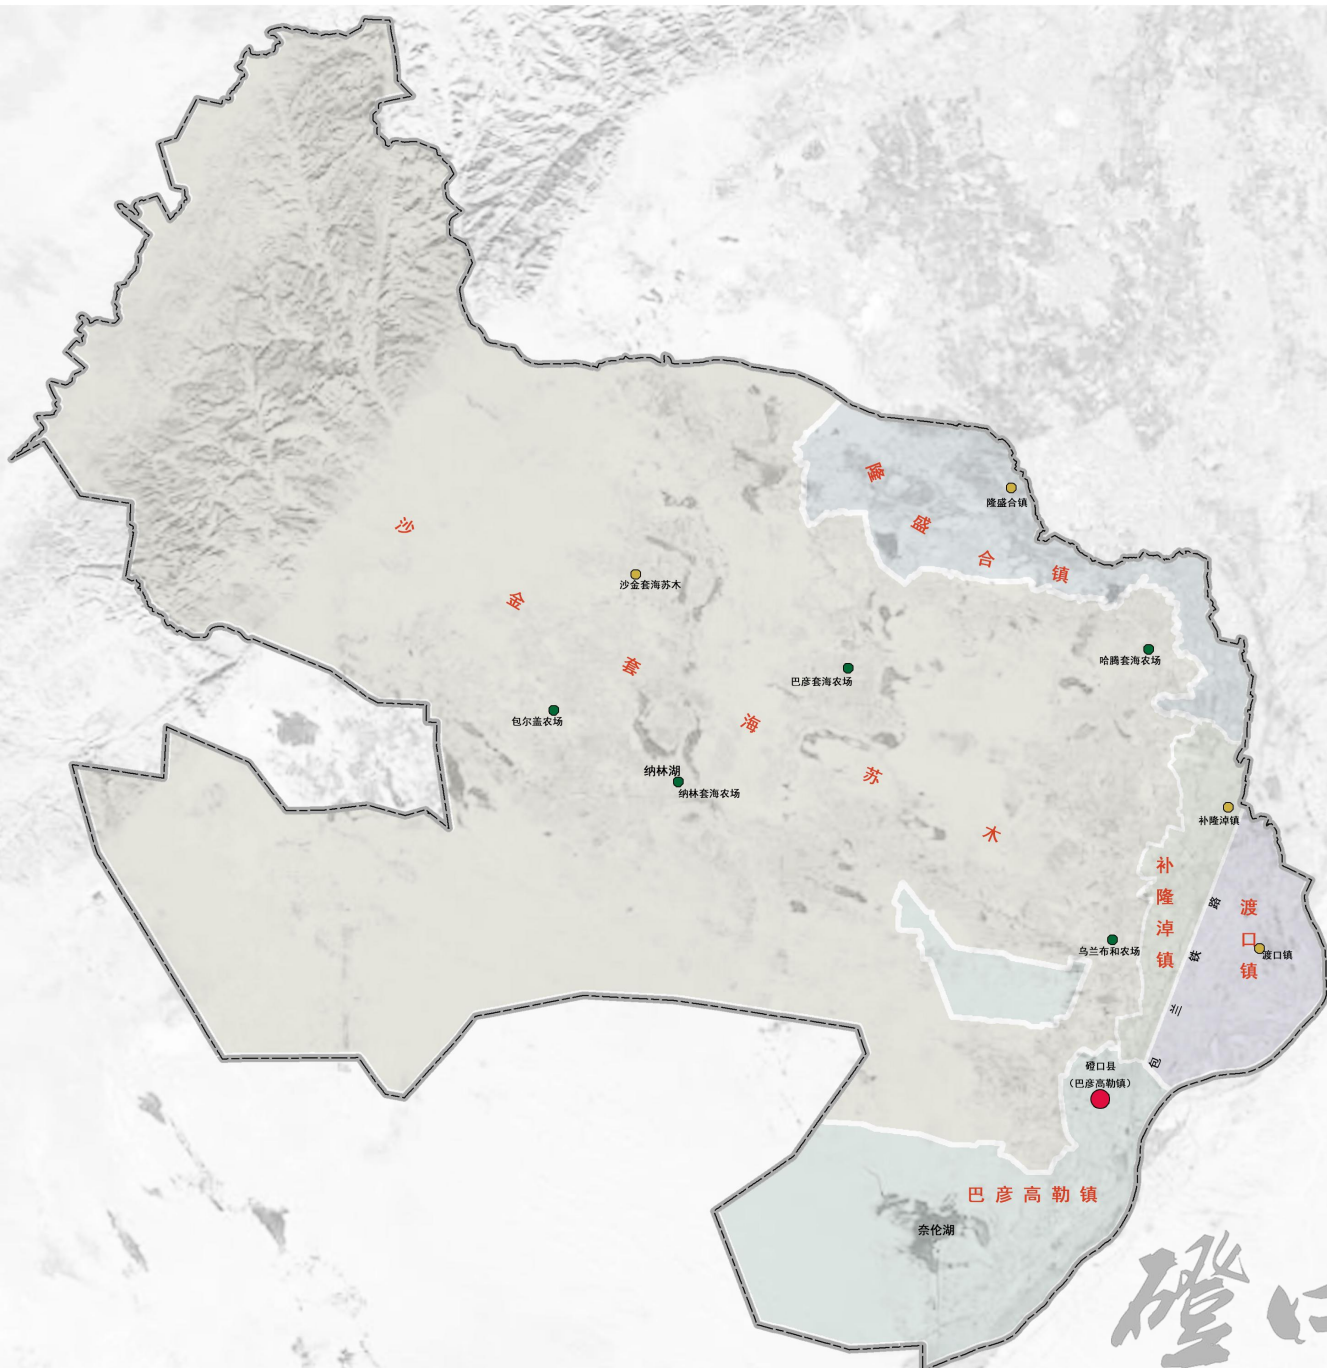 隆盛合镇
隆盛合镇
沙金套海苏木
沙金套海苏木
哈腾套海农场
巴彦套海农场
包尔盖农场
纳林湖
纳林套海农场
补隆淖镇
补隆淖镇
渡口镇
渡口镇
乌兰布和农场
包兰铁路
磴口县
（巴彦高勒镇）
巴彦高勒镇
奈伦湖
磴口